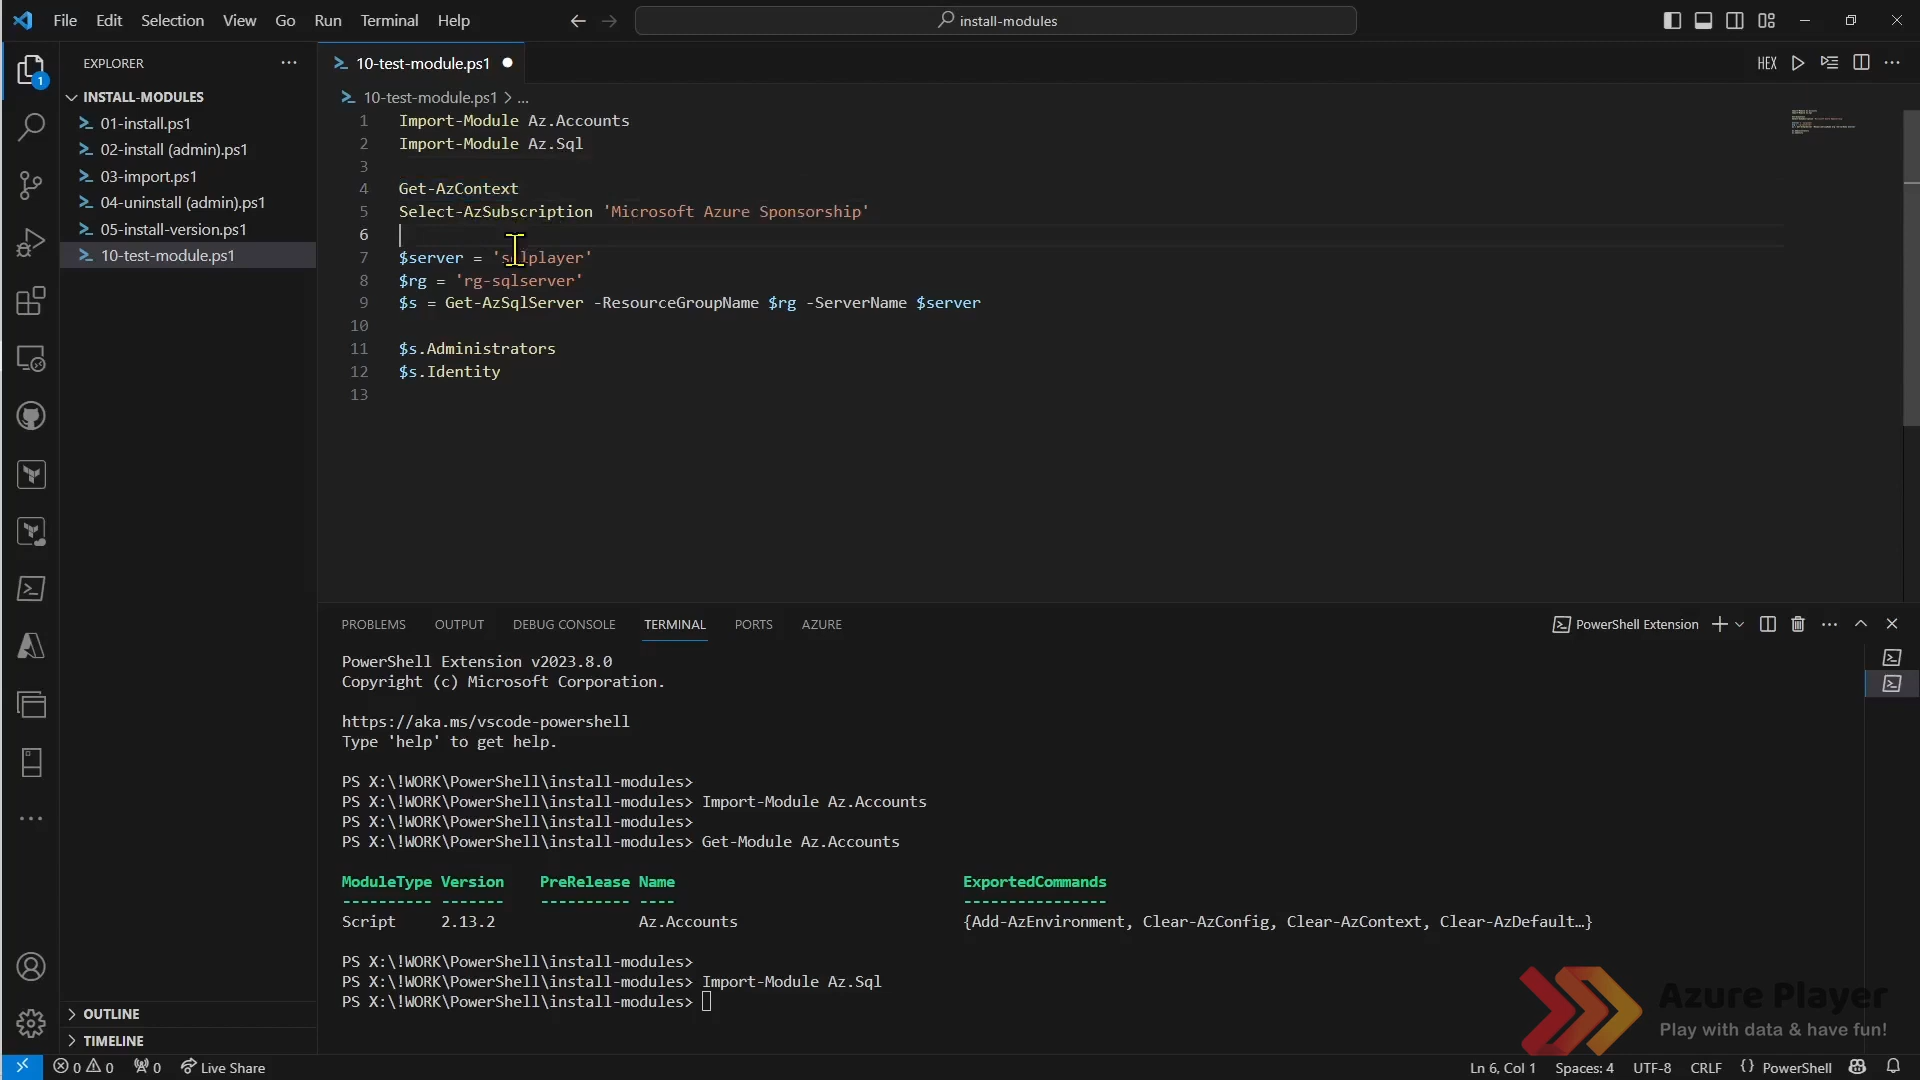 File Edit Selection View Go Run Terminal Help
install-modules
EXPLORER
1
INSTALL-MODULES
01-install.ps1
02-install (admin).ps1
03-import.ps1
04-uninstall (admin).ps1
05-install-version.ps1
10-test-module.ps1
OUTLINE
TIMELINE
10-test-module.ps1
HEX
10-test-module.ps1 > ...
1 Import-Module Az.Accounts
2 Import-Module Az.Sql
3
4 Get-AzContext
5 Select-AzSubscription 'Microsoft Azure Sponsorship'
6
7 $server = 'sqlplayer'
8 $rg = 'rg-sqlserver'
9 $s = Get-AzSqlServer -ResourceGroupName $rg -ServerName $server
10
11 $s.Administrators
12 $s.Identity
13
PROBLEMS OUTPUT DEBUG CONSOLE TERMINAL PORTS AZURE
PowerShell Extension
PowerShell Extension v2023.8.0
Copyright (c) Microsoft Corporation.
https://aka.ms/vscode-powershell
Type 'help' to get help.
PS X:\!WORK\PowerShell\install-modules>
PS X:\!WORK\PowerShell\install-modules> Import-Module Az.Accounts
PS X:\!WORK\PowerShell\install-modules>
PS X:\!WORK\PowerShell\install-modules> Get-Module Az.Accounts
ModuleType Version PreRelease Name ExportedCommands
---------- ------- ---------- ---- ----------------
Script 2.13.2 Az.Accounts {Add-AzEnvironment, Clear-AzConfig, Clear-AzContext, Clear-AzDefault…}
PS X:\!WORK\PowerShell\install-modules>
PS X:\!WORK\PowerShell\install-modules> Import-Module Az.Sql
PS X:\!WORK\PowerShell\install-modules>
Azure Player
Play with data & have fun!
0 0 0 Live Share
Ln 6, Col 1 Spaces: 4 UTF-8 CRLF {} PowerShell